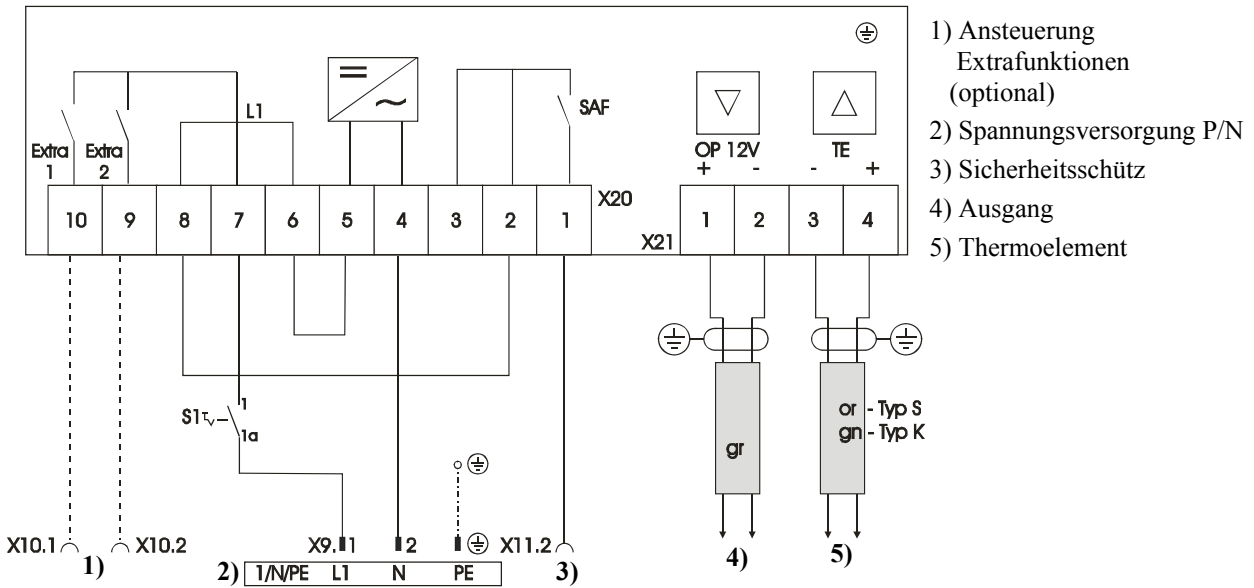 1) Ansteuerung
Extrafunktionen
(optional)
2) Spannungsversorgung P/N
3) Sicherheitsschütz
4) Ausgang
5) Thermoelement
L1
SAF
Extra 1
Extra 2
OP 12V
+ -
TE
- +
10 9 8 7 6 5 4 3 2 1
X20
X21
1 2 3 4
S1
1
1a
gr
or - Typ S
gn - Typ K
X10.1
X10.2
X9. 1
2
X11.2
1)
2)
1/N/PE L1 N PE
3)
4)
5)